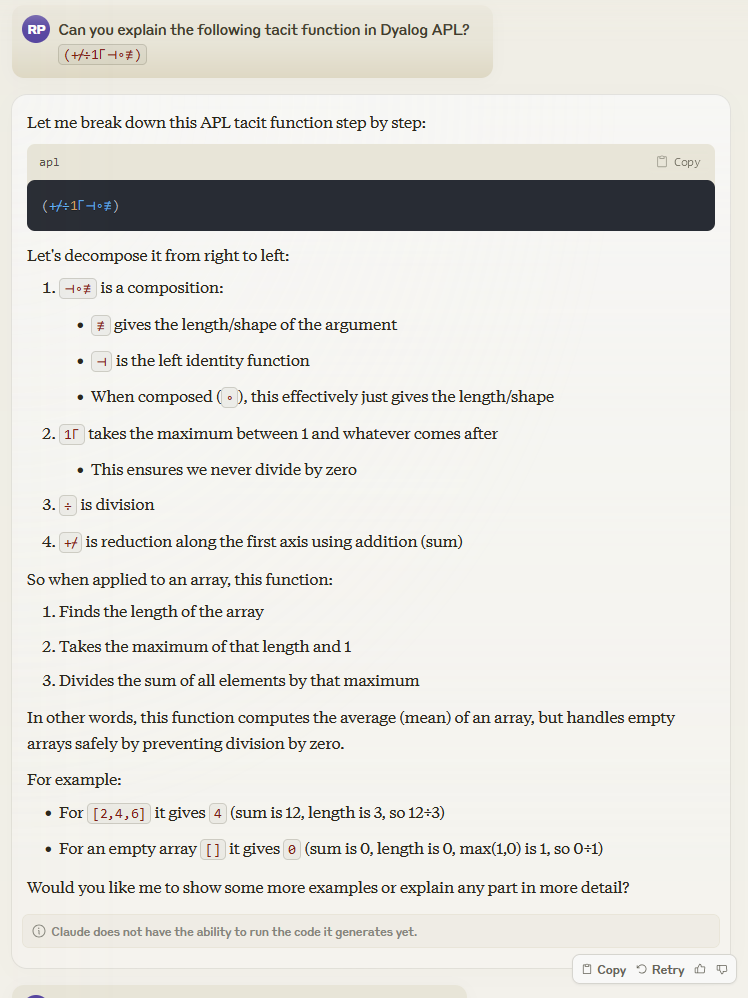 RP Can you explain the following tacit function in Dyalog APL?
(+⌿÷1⌈⊣∘≢)
Let me break down this APL tacit function step by step:
apl Copy
(+⌿÷1⌈⊣∘≢)
Let's decompose it from right to left:
1. ⊣∘≢ is a composition:
• ≢ gives the length/shape of the argument
• ⊣ is the left identity function
• When composed (∘), this effectively just gives the length/shape
2. 1⌈ takes the maximum between 1 and whatever comes after
• This ensures we never divide by zero
3. ÷ is division
4. +⌿ is reduction along the first axis using addition (sum)
So when applied to an array, this function:
1. Finds the length of the array
2. Takes the maximum of that length and 1
3. Divides the sum of all elements by that maximum
In other words, this function computes the average (mean) of an array, but handles empty
arrays safely by preventing division by zero.
For example:
• For [2,4,6] it gives 4 (sum is 12, length is 3, so 12÷3)
• For an empty array [] it gives 0 (sum is 0, length is 0, max(1,0) is 1, so 0÷1)
Would you like me to show some more examples or explain any part in more detail?
Claude does not have the ability to run the code it generates yet.
Copy Retry